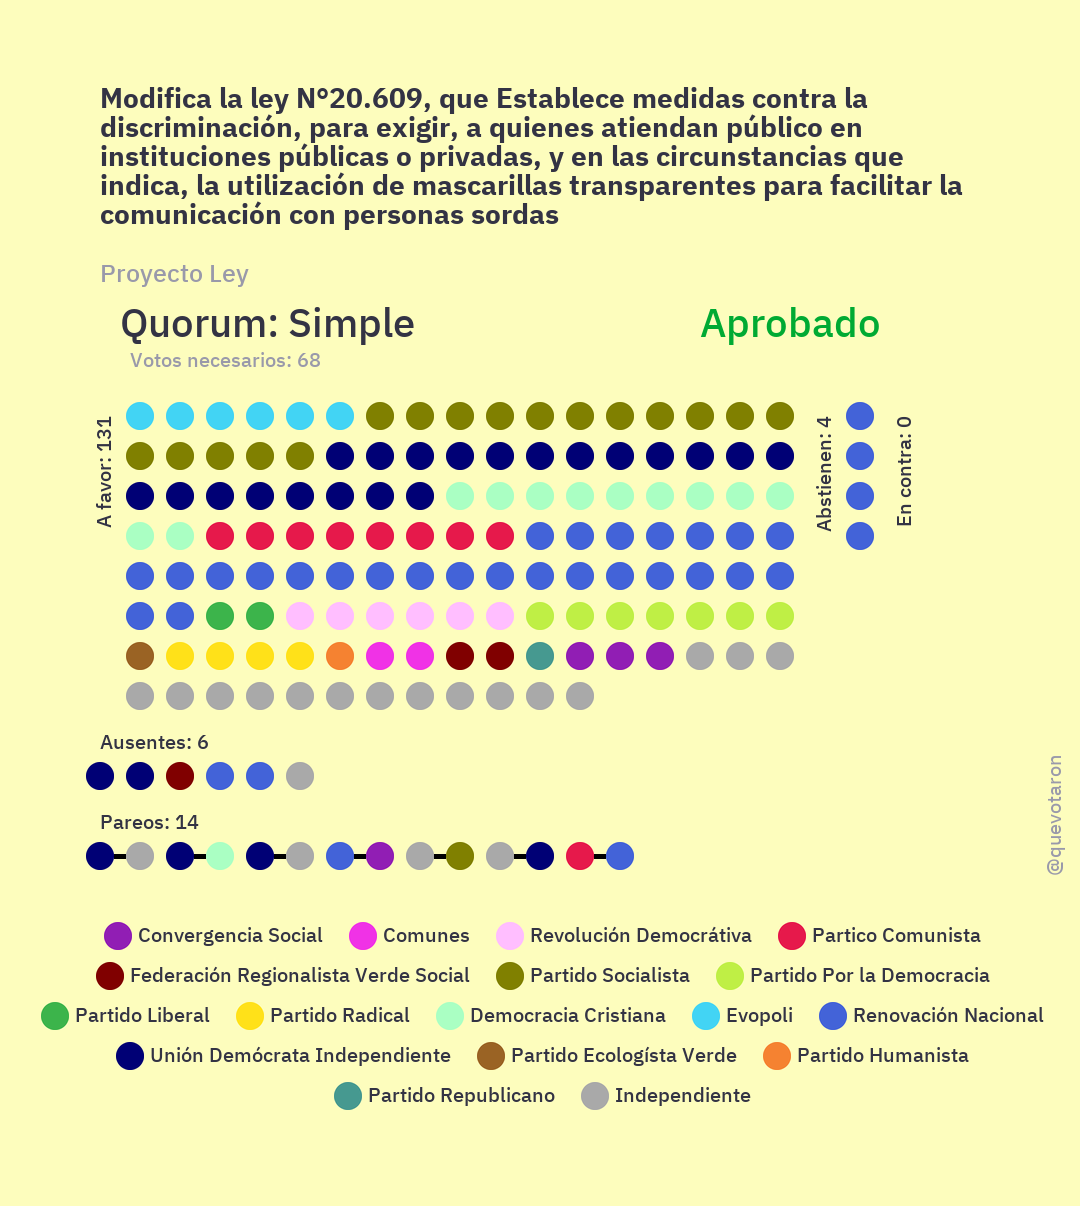 Modifica la ley N°20.609, que Establece medidas contra la
discriminación, para exigir, a quienes atiendan público en
instituciones públicas o privadas, y en las circunstancias que
indica, la utilización de mascarillas transparentes para facilitar la
comunicación con personas sordas
Proyecto Ley
Quorum: Simple
Aprobado
Votos necesarios: 68
A favor: 131
Abstienen: 4
En contra: 0
Ausentes: 6
Pareos: 14
@quevotaron
Convergencia Social
Comunes
Revolución Democrátiva
Partico Comunista
Federación Regionalista Verde Social
Partido Socialista
Partido Por la Democracia
Partido Liberal
Partido Radical
Democracia Cristiana
Evopoli
Renovación Nacional
Unión Demócrata Independiente
Partido Ecologísta Verde
Partido Humanista
Partido Republicano
Independiente